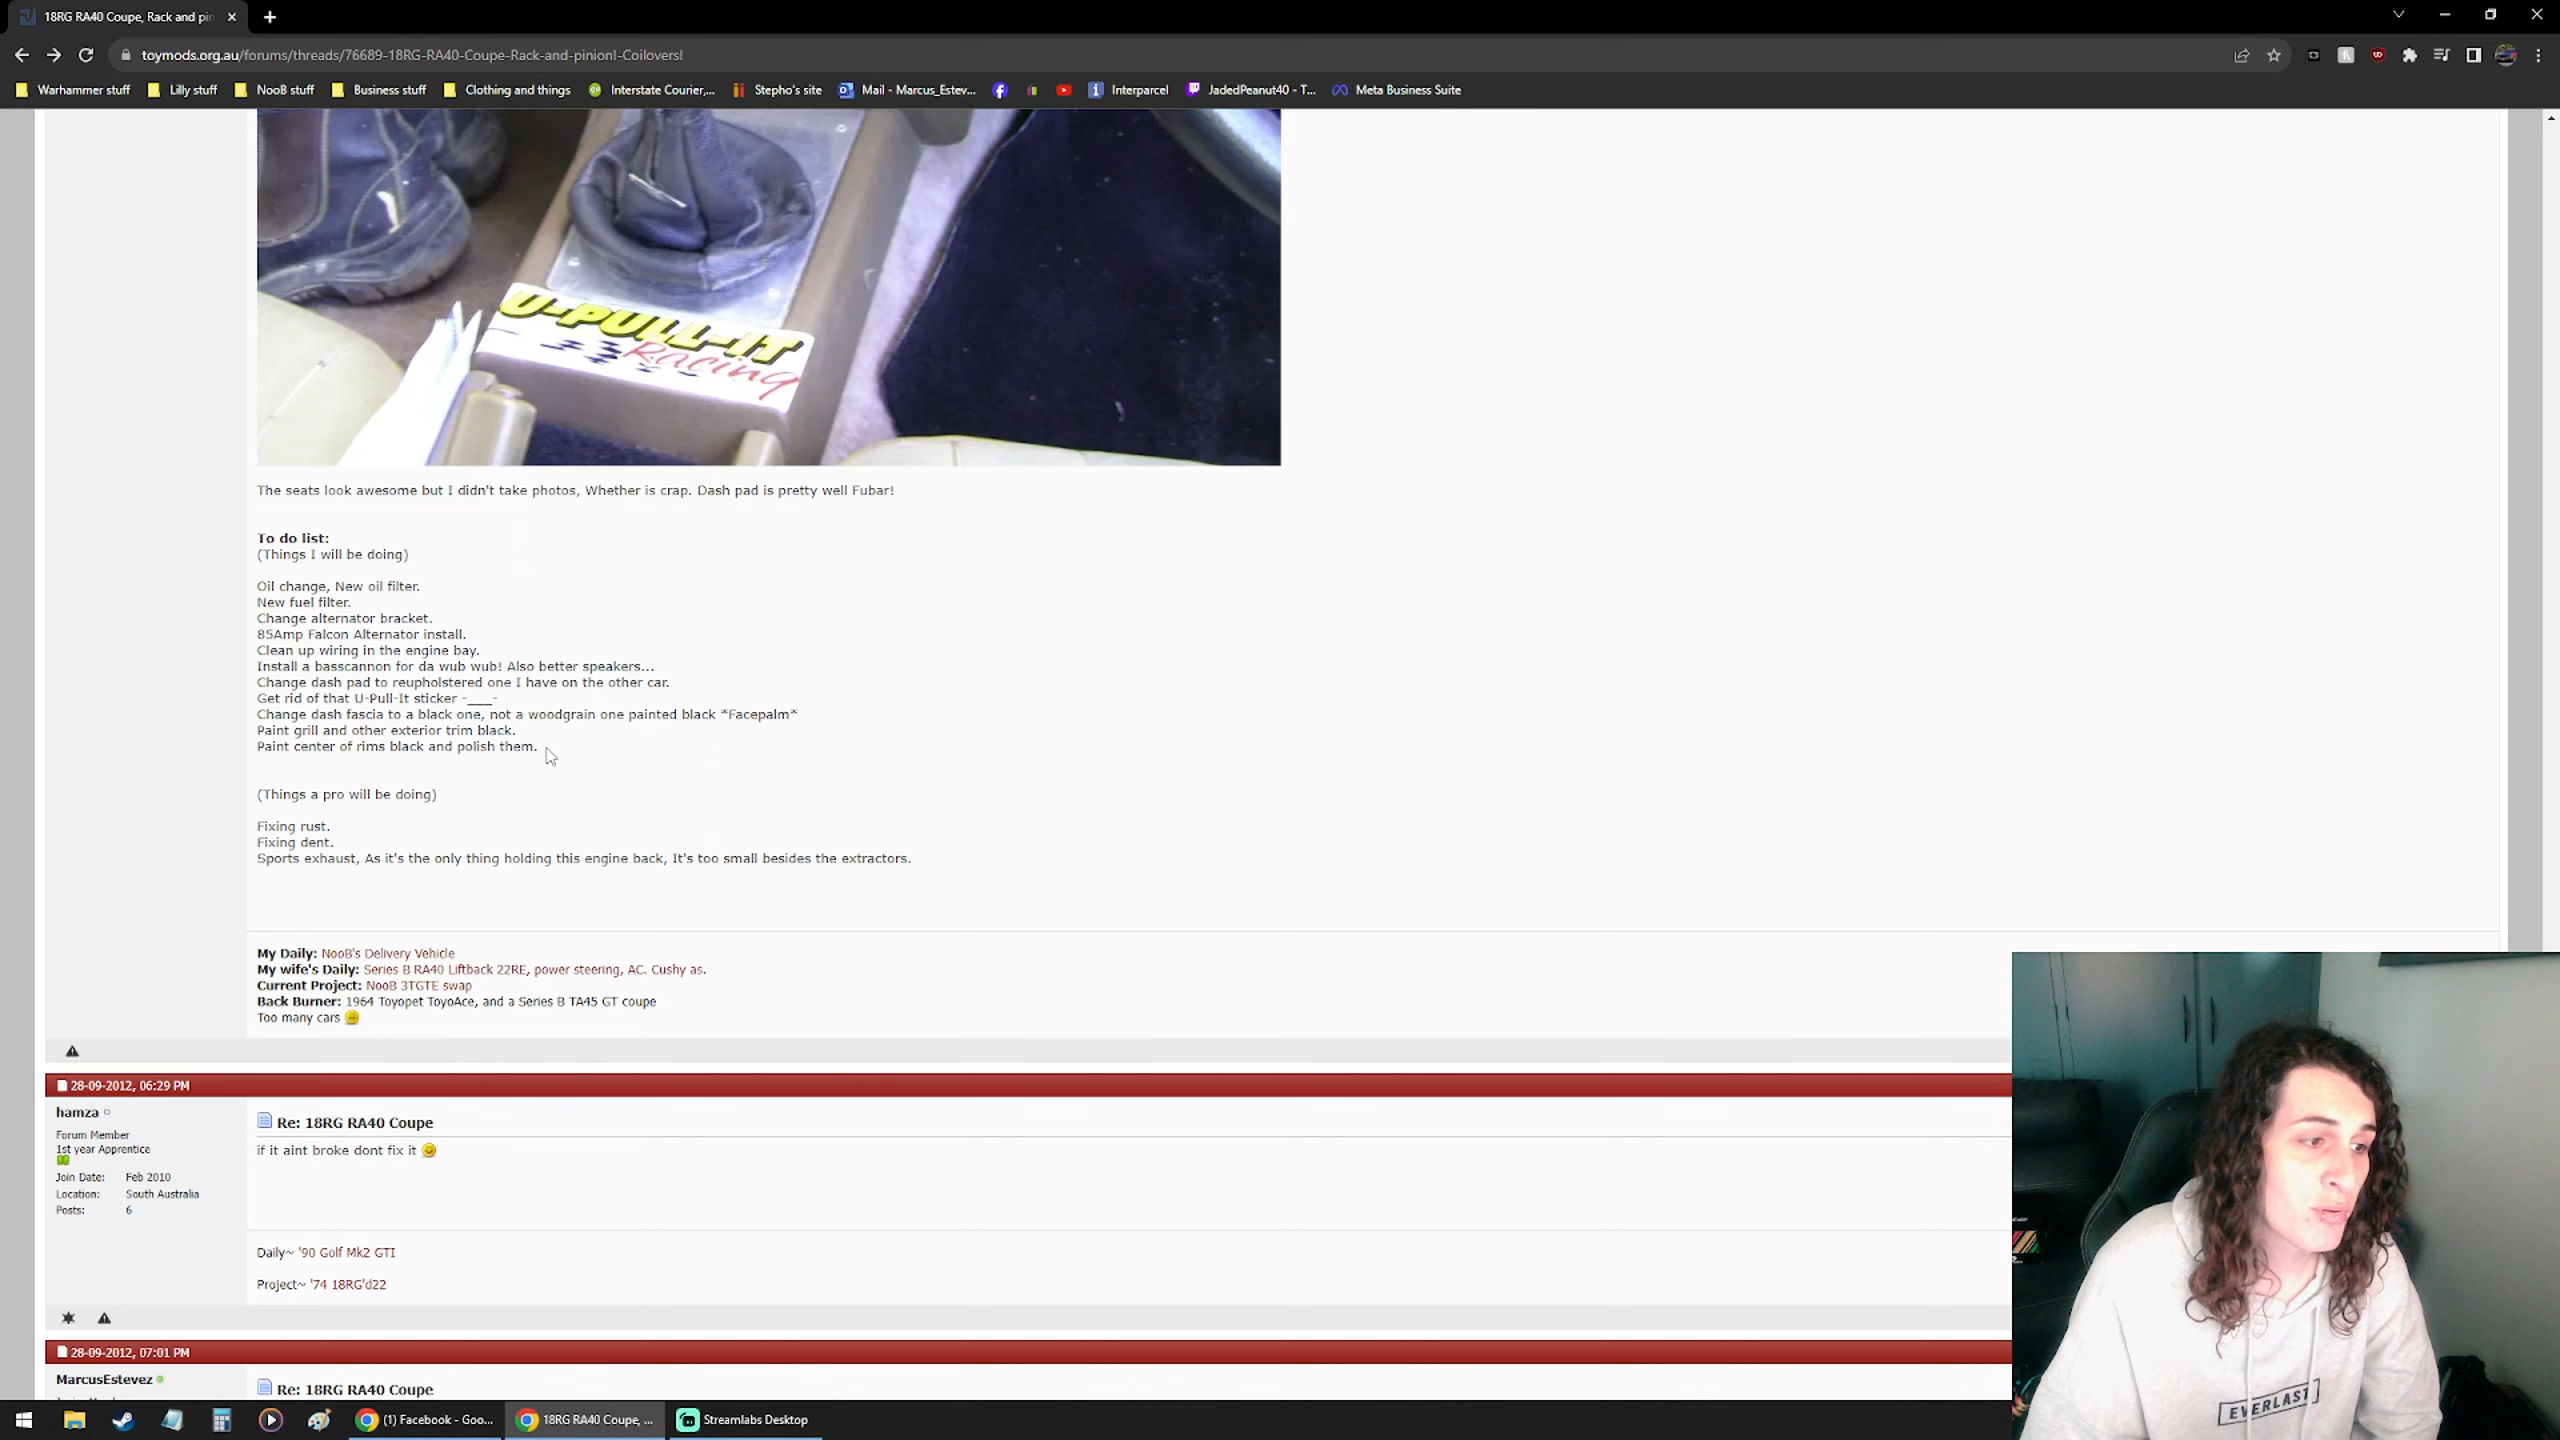 18RG RA40 Coupe, Rack and pin
toymods.org.au/forums/threads/76689-18RG-RA40-Coupe-Rack-and-pinionI-Coilovers!
Warhammer stuff
Lilly stuff
NooB stuff
Business stuff
Clothing and things
Interstate Courier,...
Stepho's site
Mail - Marcus_Estev...
Interparcel
JadedPeanut40 - T...
Meta Business Suite
U-PULL-IT
Racing
The seats look awesome but I didn't take photos, Whether is crap. Dash pad is pretty well Fubar!
To do list:
(Things I will be doing)
Oil change, New oil filter.
New fuel filter.
Change alternator bracket.
85Amp Falcon Alternator install.
Clean up wiring in the engine bay.
Install a basscannon for da wub wub! Also better speakers...
Change dash pad to reupholstered one I have on the other car.
Get rid of that U-Pull-It sticker -___-
Change dash fascia to a black one, not a woodgrain one painted black *Facepalm*
Paint grill and other exterior trim black.
Paint center of rims black and polish them.
(Things a pro will be doing)
Fixing rust.
Fixing dent.
Sports exhaust, As it's the only thing holding this engine back, It's too small besides the extractors.
My Daily: NooB's Delivery Vehicle
My wife's Daily: Series B RA40 Liftback 22RE, power steering, AC. Cushy as.
Current Project: NooB 3TGTE swap
Back Burner: 1964 Toyopet ToyoAce, and a Series B TA45 GT coupe
Too many cars
28-09-2012, 06:29 PM
hamza
Forum Member
1st year Apprentice
Join Date: Feb 2010
Location: South Australia
Posts: 6
Re: 18RG RA40 Coupe
if it aint broke dont fix it
Daily~ '90 Golf Mk2 GTI
Project~ '74 18RG'd22
28-09-2012, 07:01 PM
MarcusEstevez
Re: 18RG RA40 Coupe
EVERLAST
(1) Facebook - Goo...
18RG RA40 Coupe, ...
Streamlabs Desktop